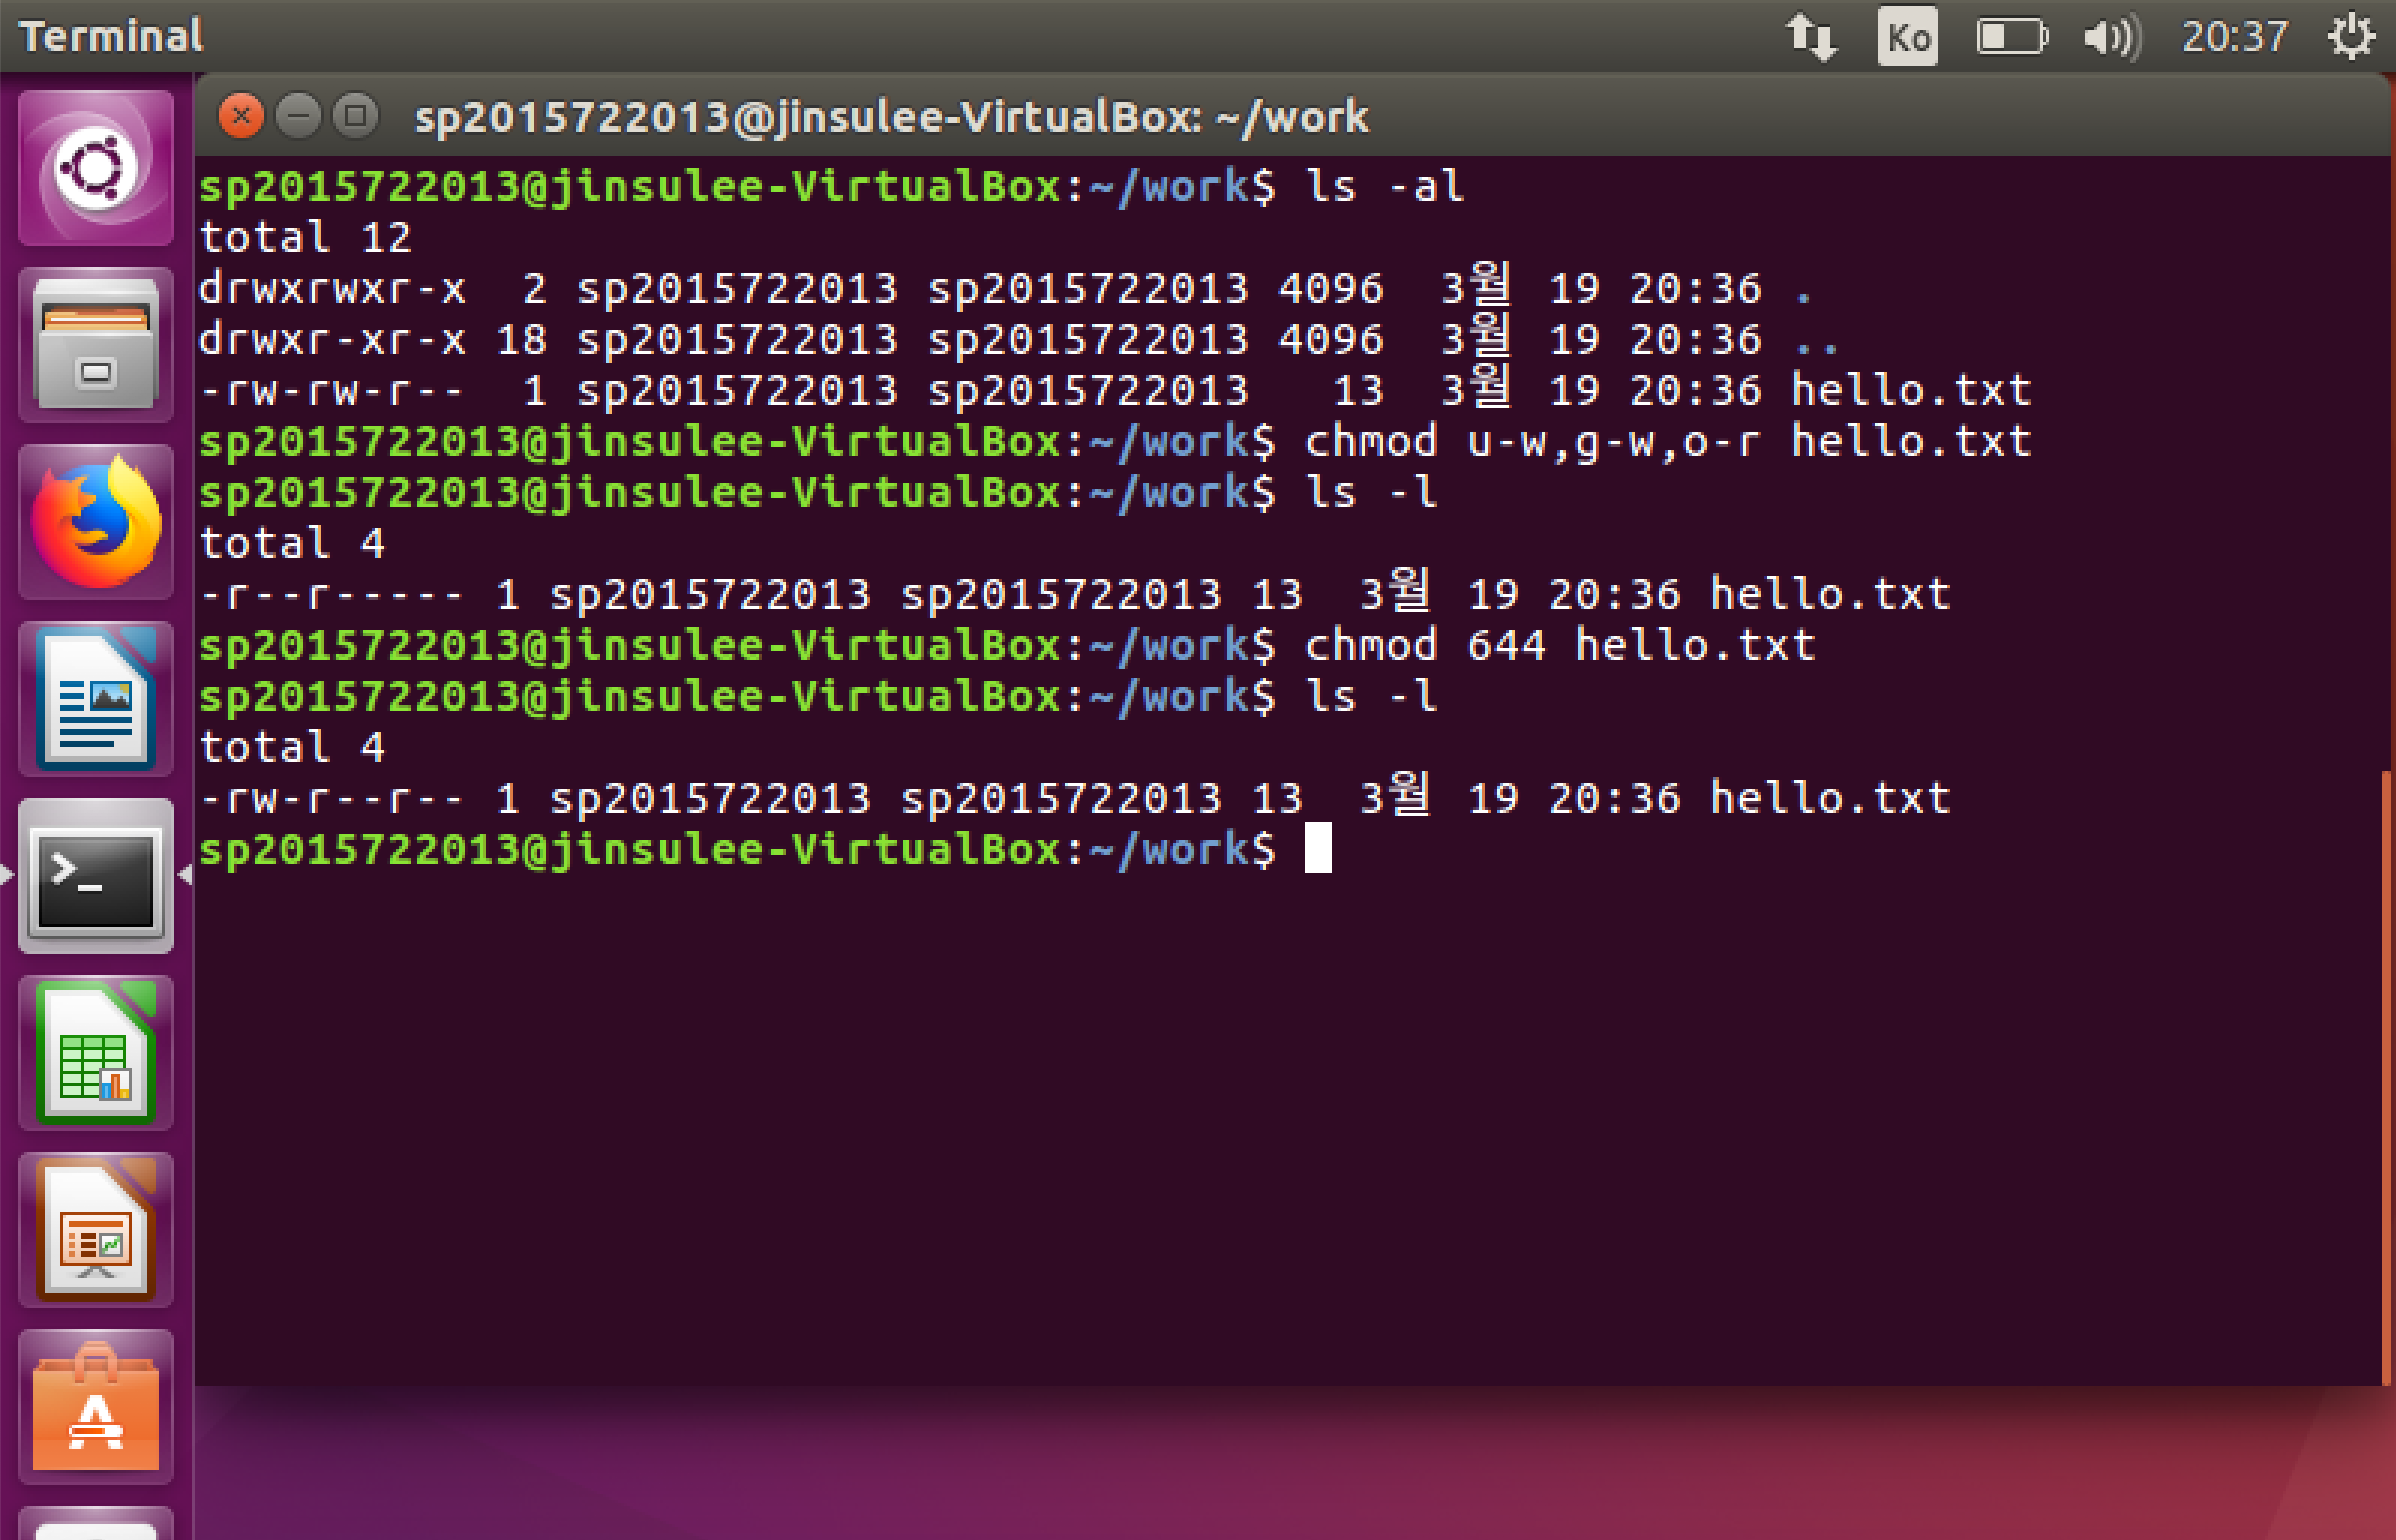 Terminal
Ko
20:37
sp2015722013@jinsulee-VirtualBox: ~/work
sp2015722013@jinsulee-VirtualBox:~/work$ ls -al
total 12
drwxrwxr-x  2 sp2015722013 sp2015722013 4096  3월 19 20:36 .
drwxr-xr-x 18 sp2015722013 sp2015722013 4096  3월 19 20:36 ..
-rw-rw-r--  1 sp2015722013 sp2015722013   13  3월 19 20:36 hello.txt
sp2015722013@jinsulee-VirtualBox:~/work$ chmod u-w,g-w,o-r hello.txt
sp2015722013@jinsulee-VirtualBox:~/work$ ls -l
total 4
-r--r----- 1 sp2015722013 sp2015722013 13  3월 19 20:36 hello.txt
sp2015722013@jinsulee-VirtualBox:~/work$ chmod 644 hello.txt
sp2015722013@jinsulee-VirtualBox:~/work$ ls -l
total 4
-rw-r--r-- 1 sp2015722013 sp2015722013 13  3월 19 20:36 hello.txt
sp2015722013@jinsulee-VirtualBox:~/work$